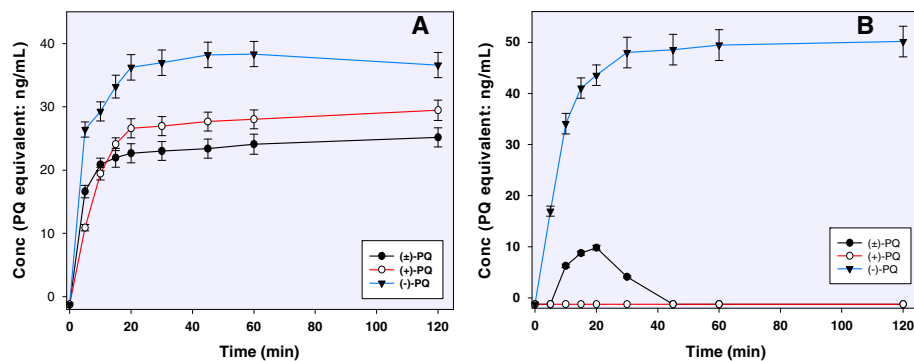 A
Conc (PQ equivalent: ng/mL)
40
30
20
10
0
(±)-PQ
(+)-PQ
(-)-PQ
0 20 40 60 80 100 120
Time (min)
B
Conc (PQ equivalent: ng/mL)
50
40
30
20
10
0
(±)-PQ
(+)-PQ
(-)-PQ
0 20 40 60 80 100 120
Time (min)